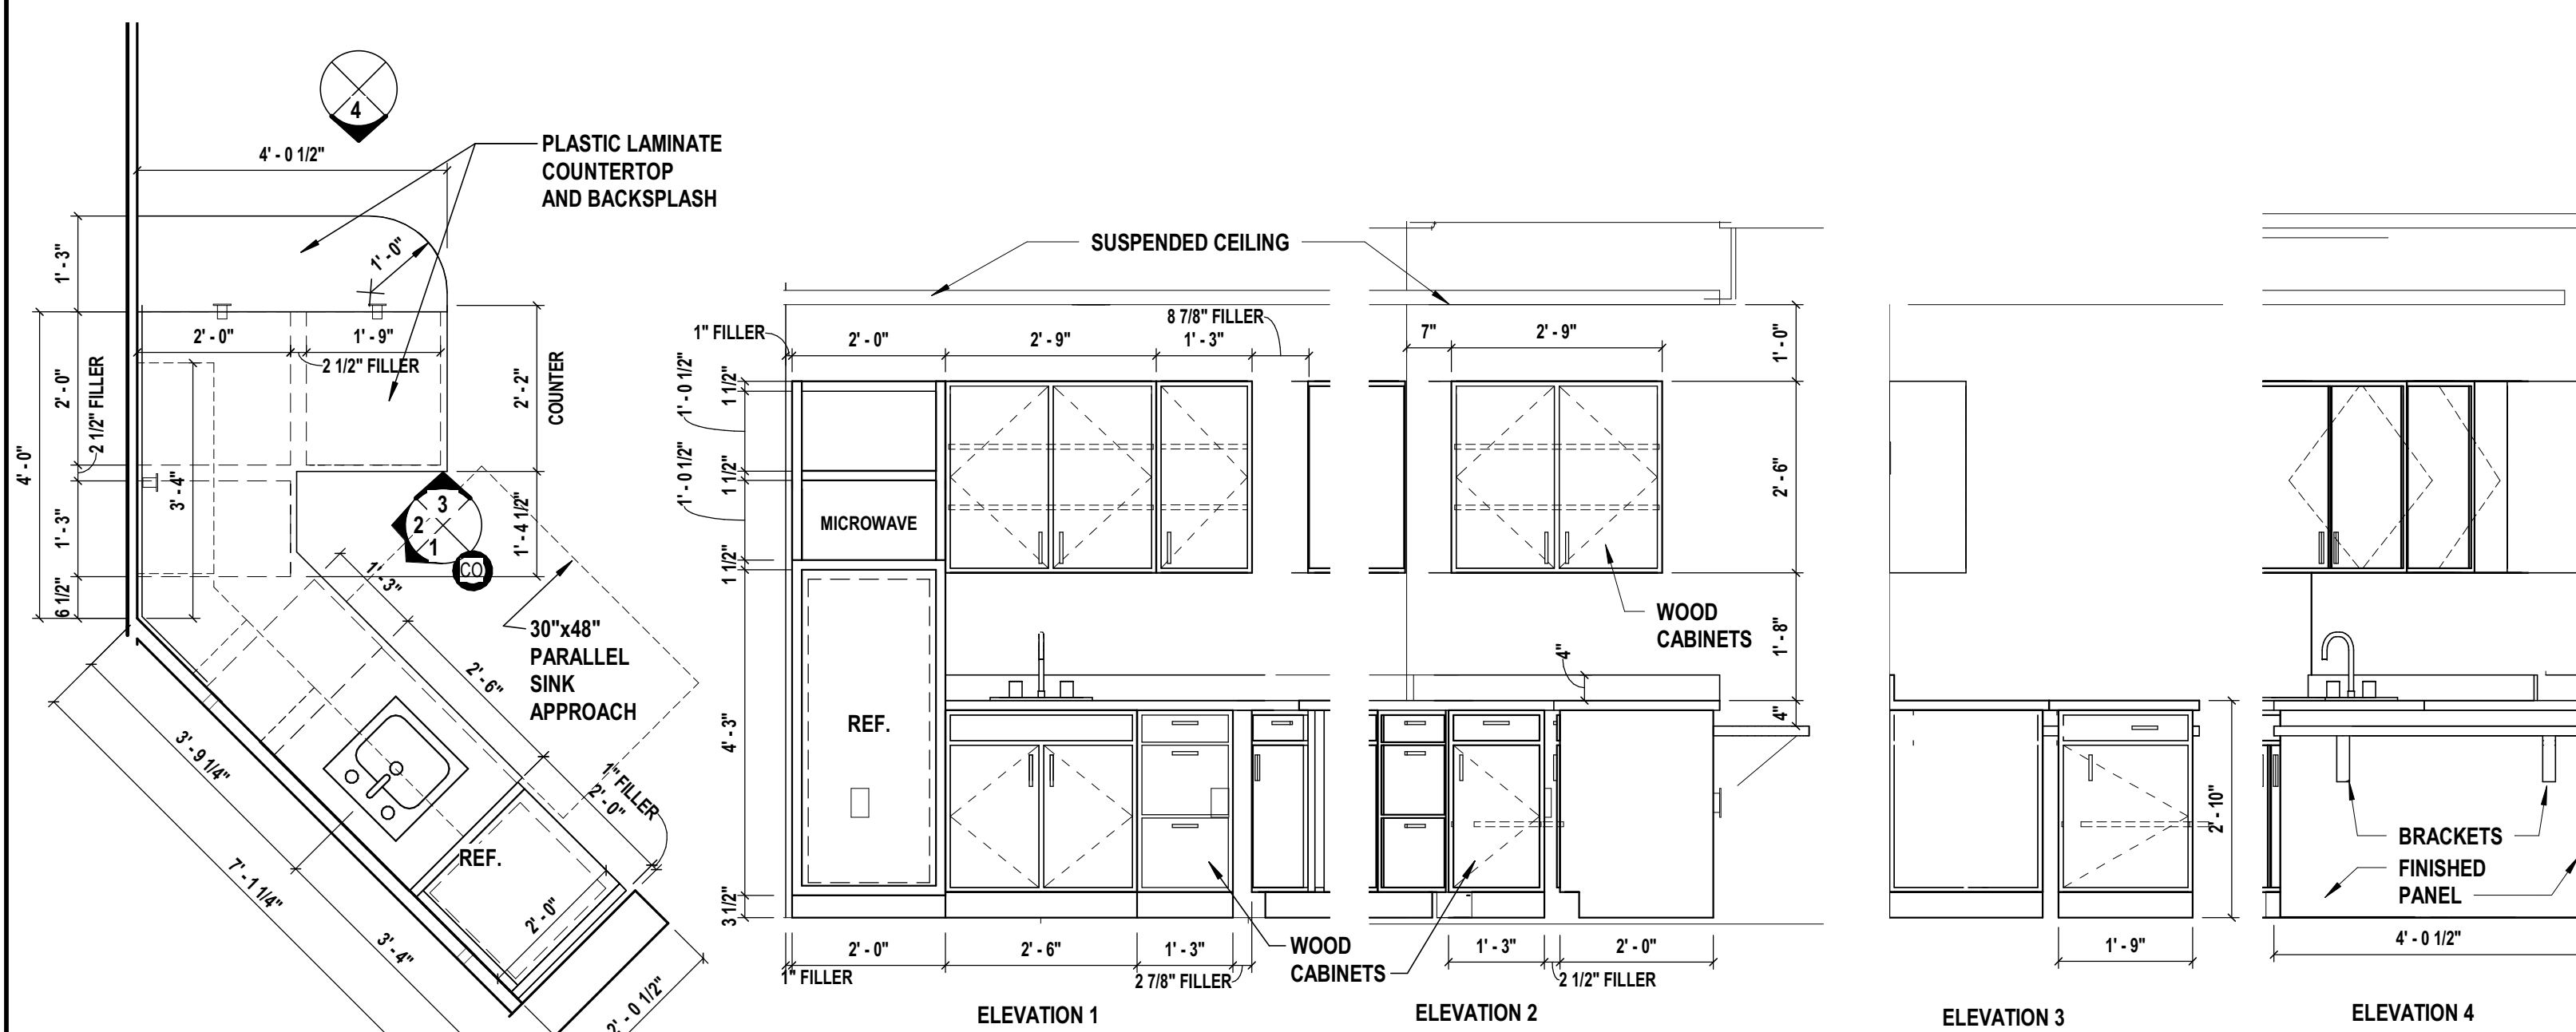 4
4' - 0 1/2"
PLASTIC LAMINATE
COUNTERTOP
AND BACKSPLASH
1' - 3"
1' - 0"
2' - 0"
1' - 9"
2 1/2" FILLER
2' - 0"
2 1/2" FILLER
4' - 0"
3' - 4"
1' - 3"
6 1/2"
2' - 2"
COUNTER
1' - 4 1/2"
3
2
1
CO
1' - 3"
30"x48"
PARALLEL
SINK
APPROACH
2' - 6"
1" FILLER
2' - 0"
3' - 9 1/4"
7' - 1 1/4"
REF.
2' - 0"
3' - 4"
2' - 0 1/2"
SUSPENDED CEILING
1" FILLER
2' - 0"
2' - 9"
1' - 3"
8 7/8" FILLER
1' - 0 1/2"
1 1/2"
1' - 0 1/2"
1 1/2"
1 1/2"
MICROWAVE
REF.
4' - 3"
3 1/2"
2' - 0"
2' - 6"
1' - 3"
1" FILLER
2 7/8" FILLER
WOOD
CABINETS
ELEVATION 1
7"
2' - 9"
1' - 0"
2' - 6"
WOOD
CABINETS
1' - 8"
4"
4"
1' - 3"
2' - 0"
2 1/2" FILLER
ELEVATION 2
2' - 10"
1' - 9"
ELEVATION 3
BRACKETS
FINISHED
PANEL
4' - 0 1/2"
ELEVATION 4